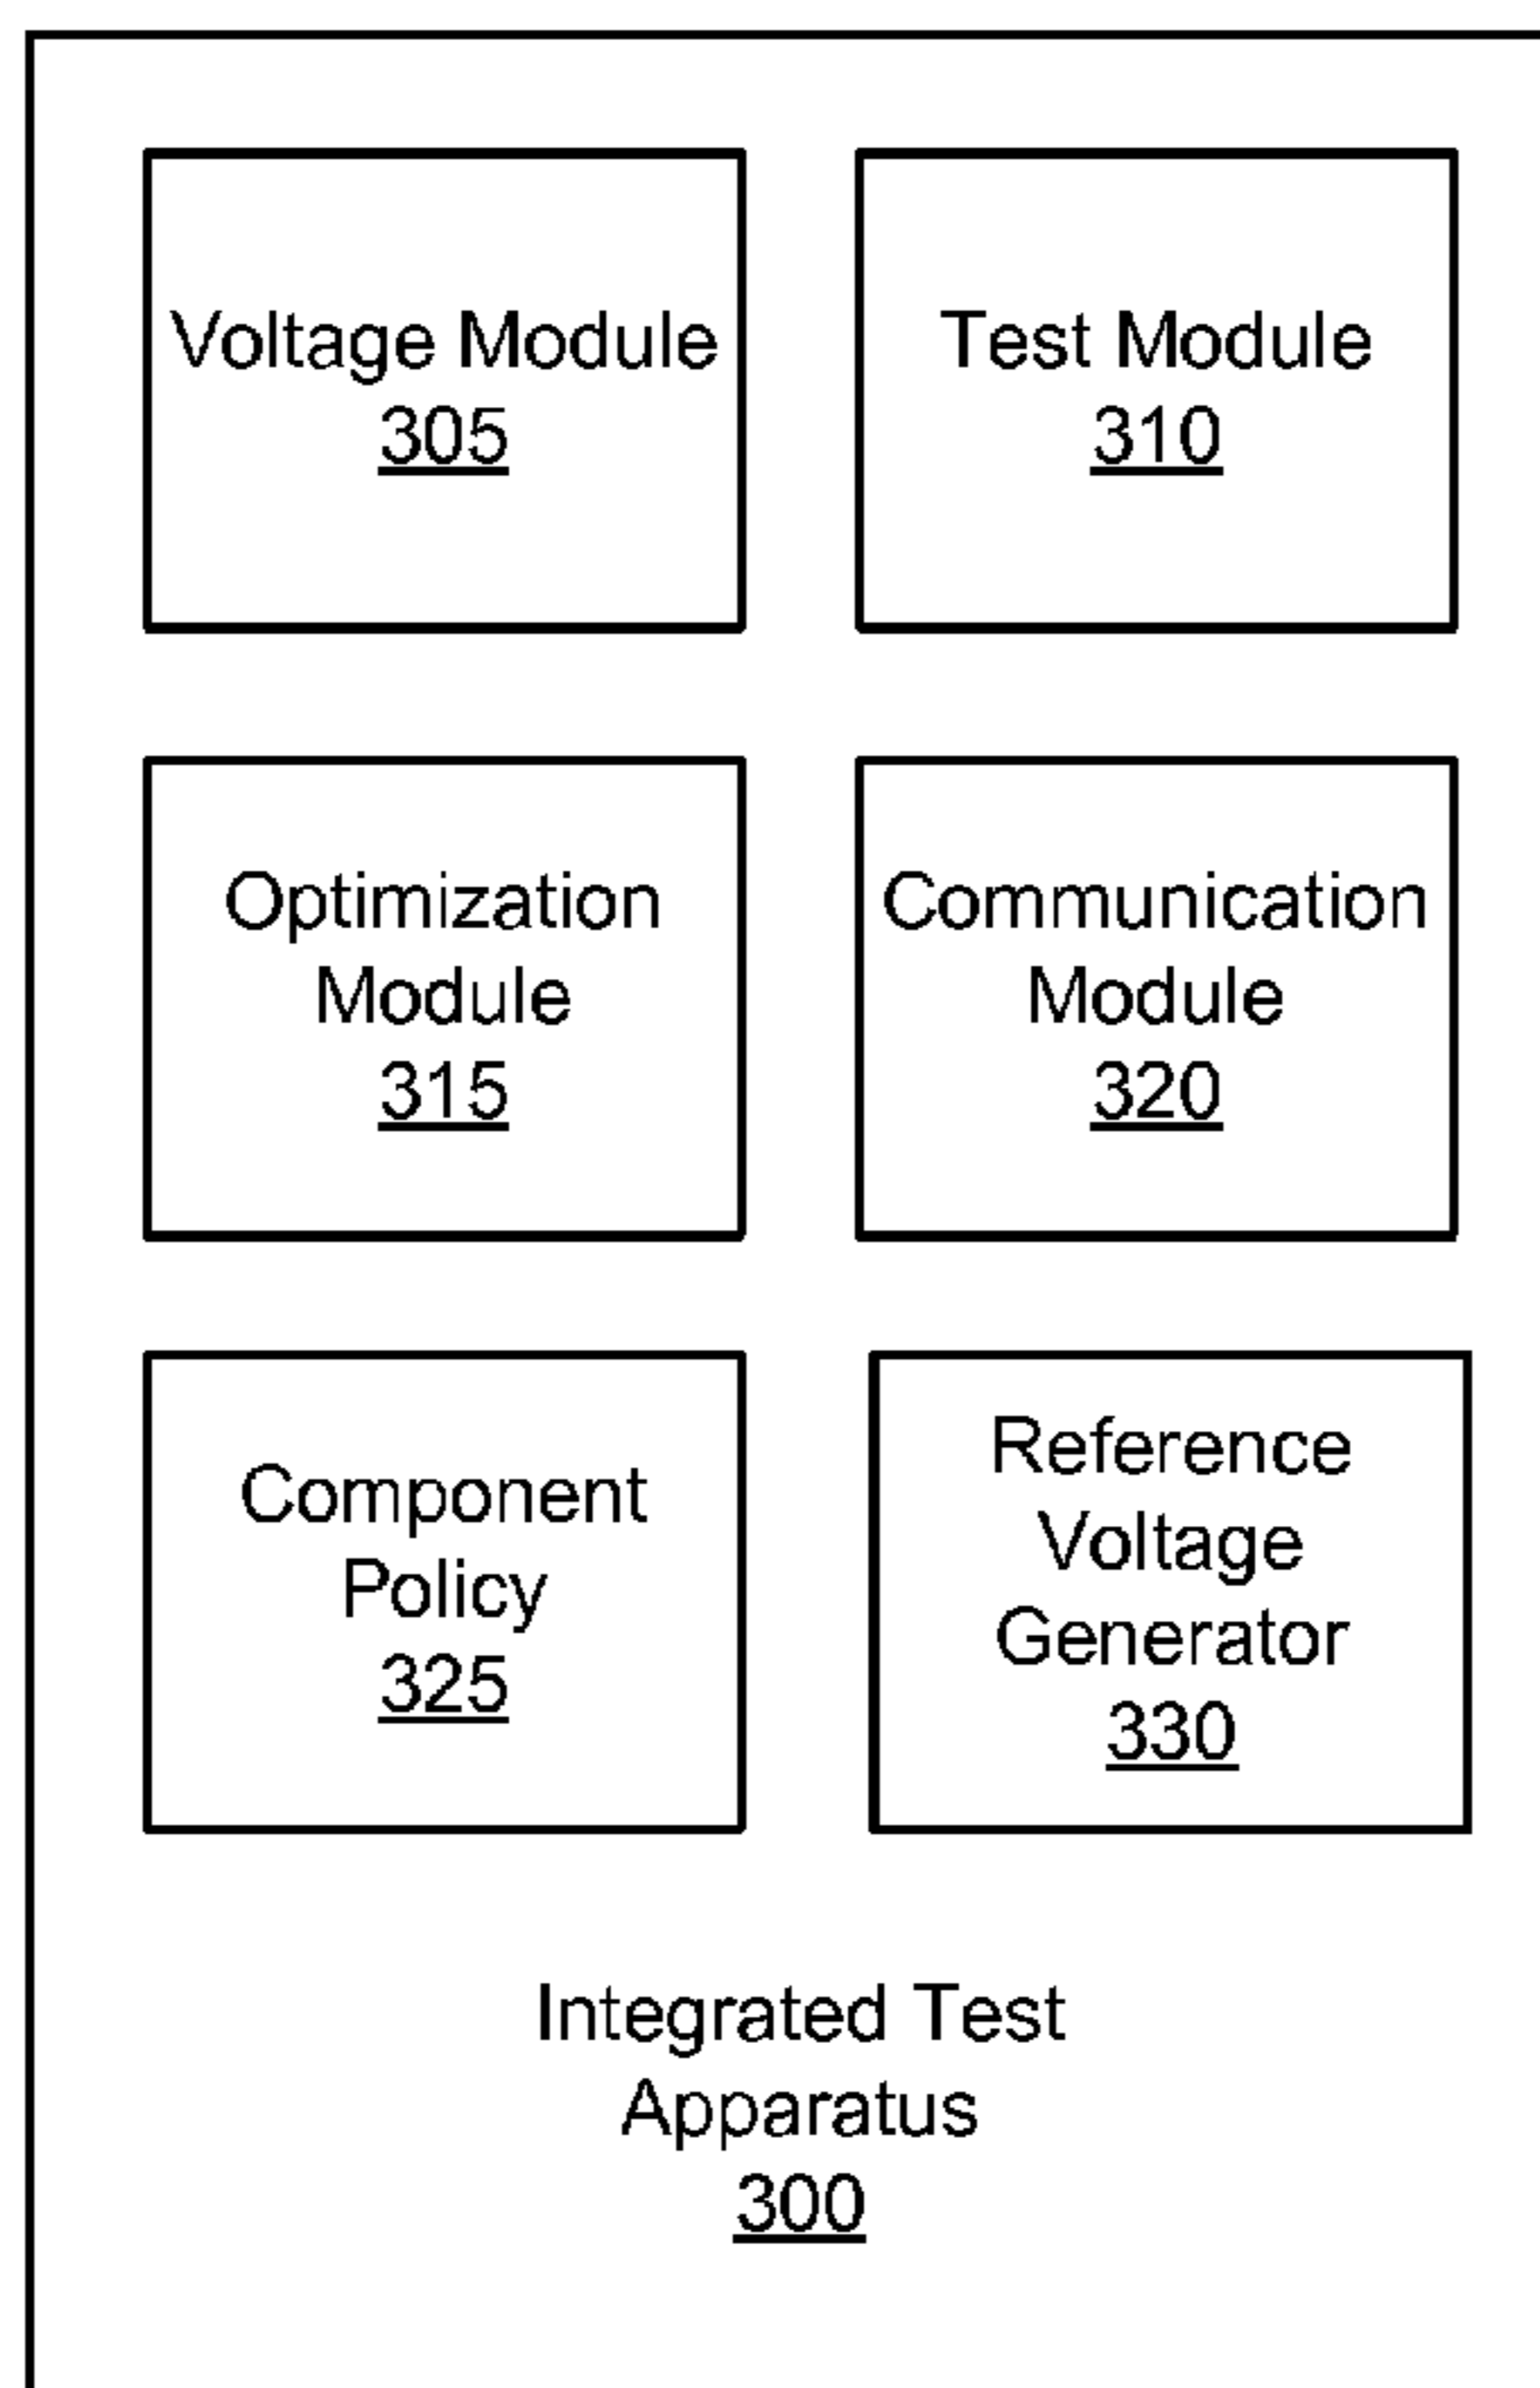 Voltage Module
305
Test Module
310
Optimization
Module
315
Communication
Module
320
Component
Policy
325
Reference
Voltage
Generator
330
Integrated Test
Apparatus
300